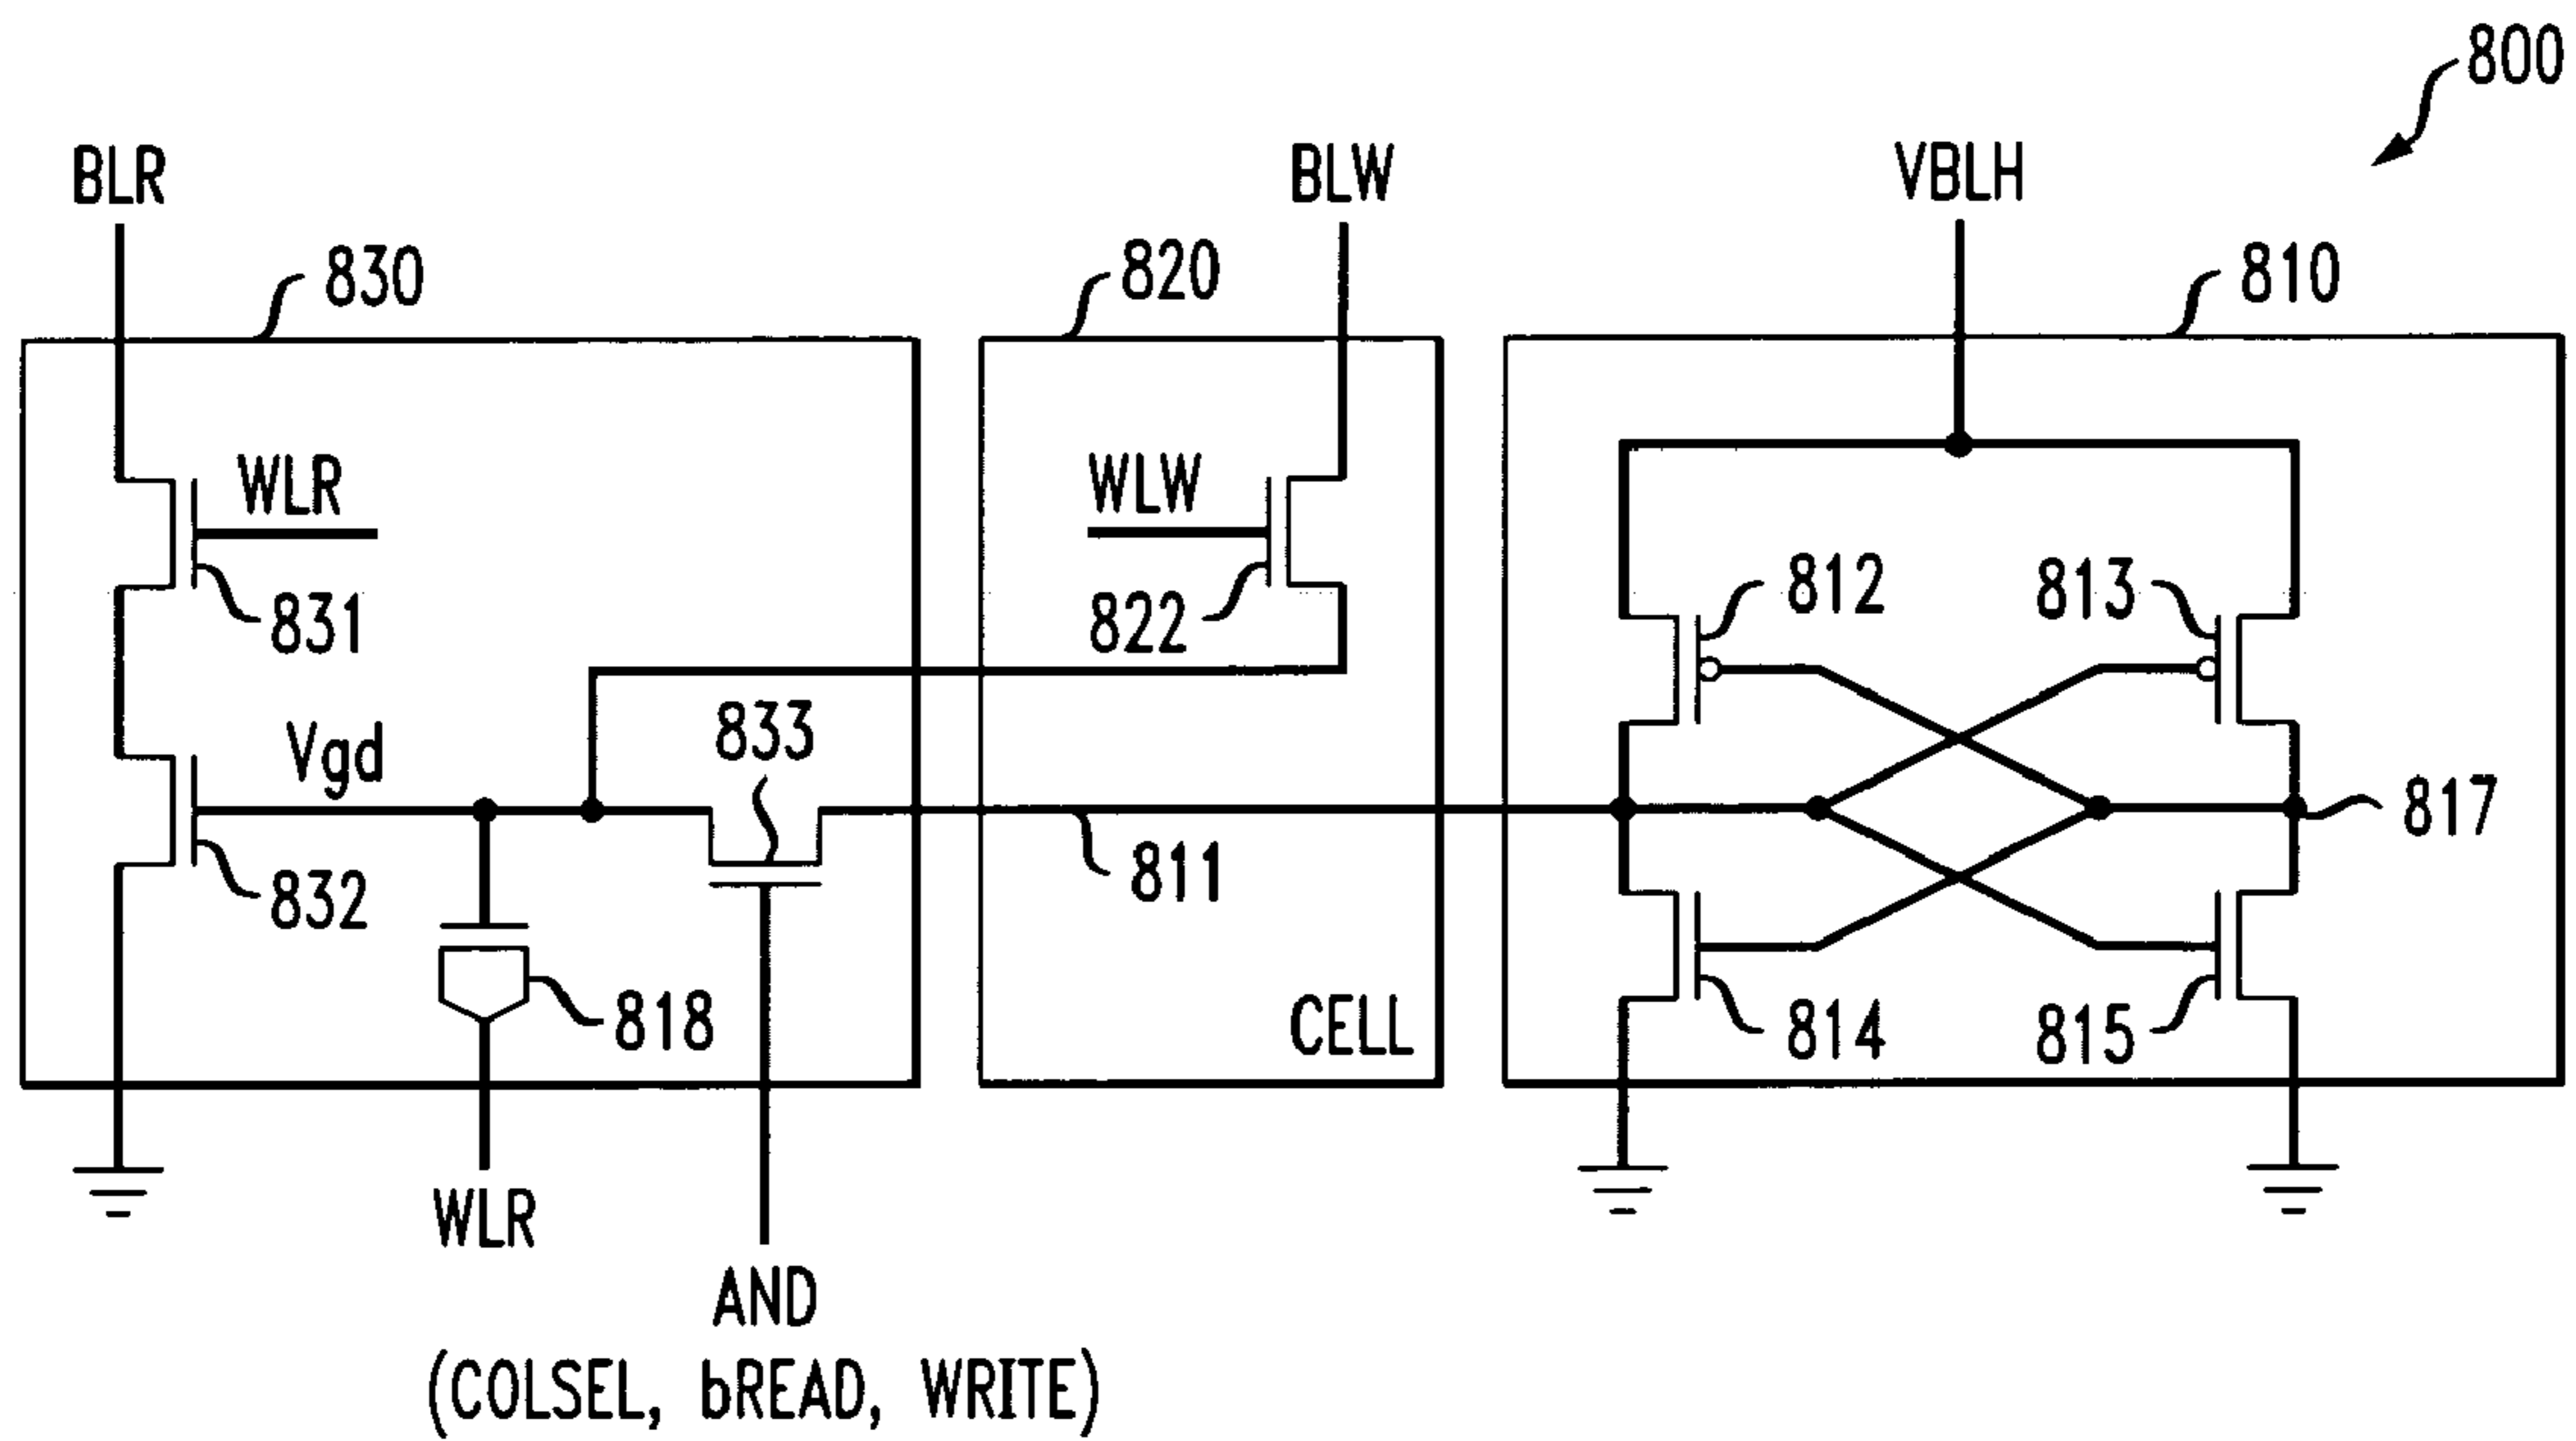 800
BLR
BLW
VBLH
830
820
810
WLR
WLW
831
822
812
813
Vgd
833
817
832
811
818
814
815
CELL
WLR
AND
(COLSEL, bREAD, WRITE)